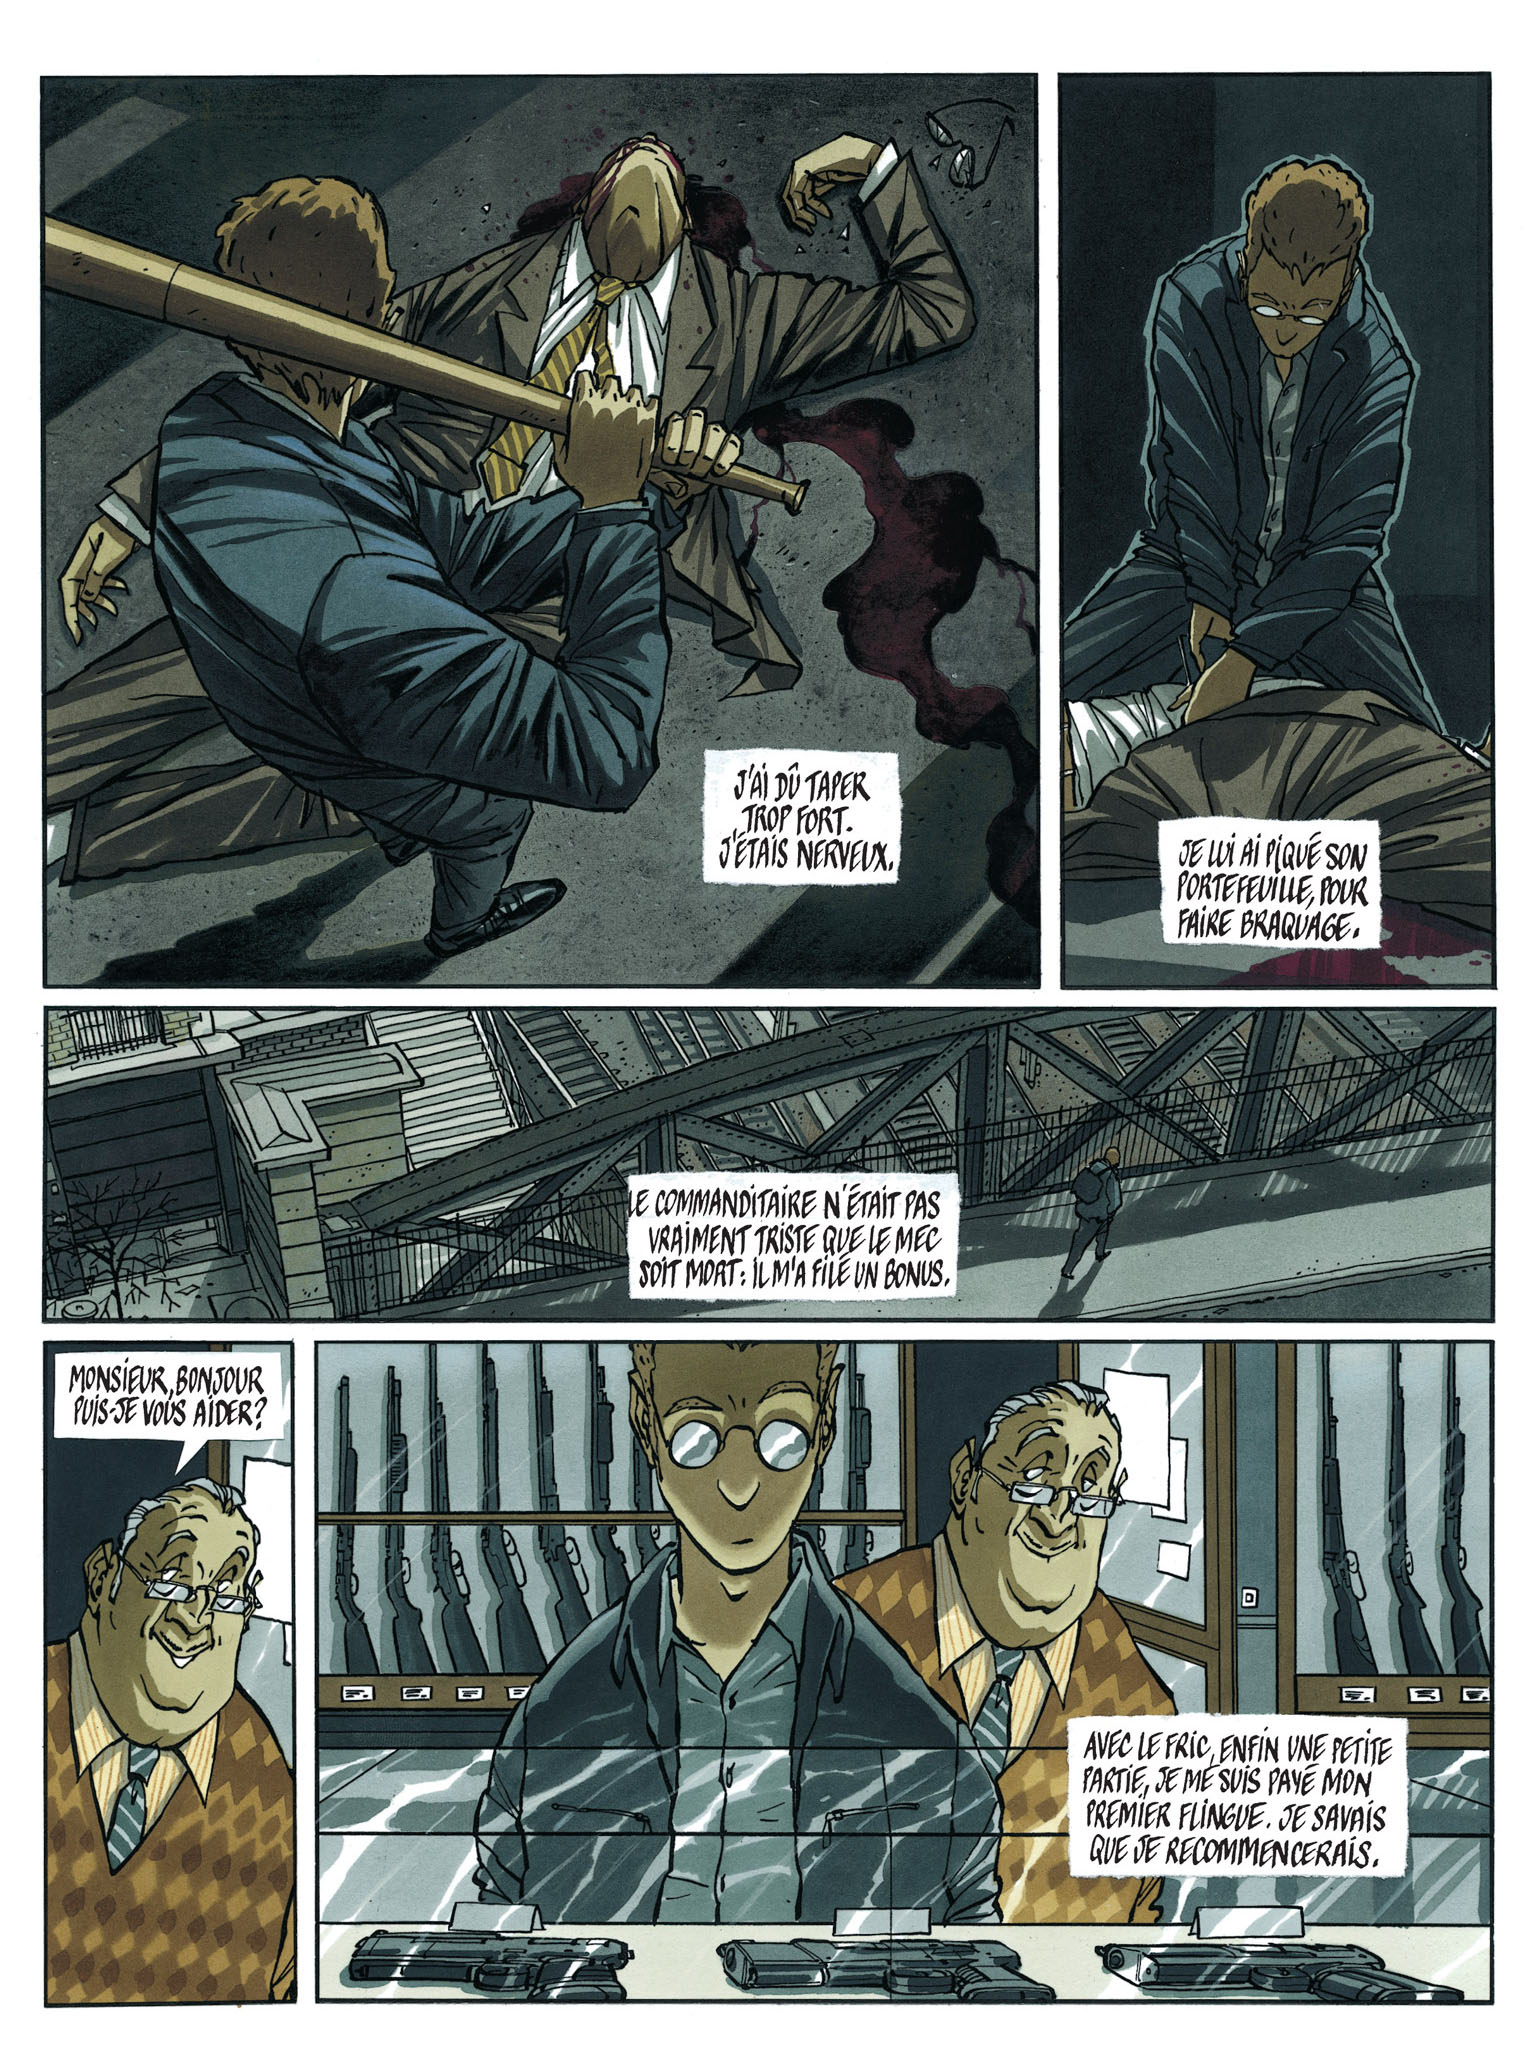 J'AI DÛ TAPER
TROP FORT.
J'ÉTAIS NERVEUX.
JE LUI AI PIQUÉ SON
PORTEFEUILLE, POUR
FAIRE BRAQUAGE.
LE COMMANDITAIRE N'ÉTAIT PAS
VRAIMENT TRISTE QUE LE MEC
SOIT MORT : IL M'A FILÉ UN BONUS.
MONSIEUR, BONJOUR
PUIS-JE VOUS AIDER?
AVEC LE FRIC, ENFIN UNE PETITE
PARTIE, JE ME SUIS PAYÉ MON
PREMIER FLINGUE. JE SAVAIS
QUE JE RECOMMENCERAIS.